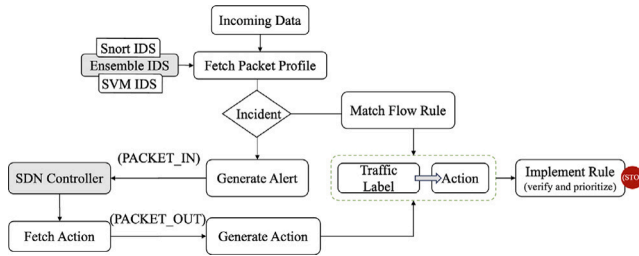 Incoming Data
Snort IDS
Ensemble IDS
SVM IDS
Fetch Packet Profile
Incident
Match Flow Rule
(PACKET_IN)
SDN Controller
Generate Alert
Traffic
Label
Action
Implement Rule
(verify and prioritize)
(STO
(PACKET_OUT)
Fetch Action
Generate Action